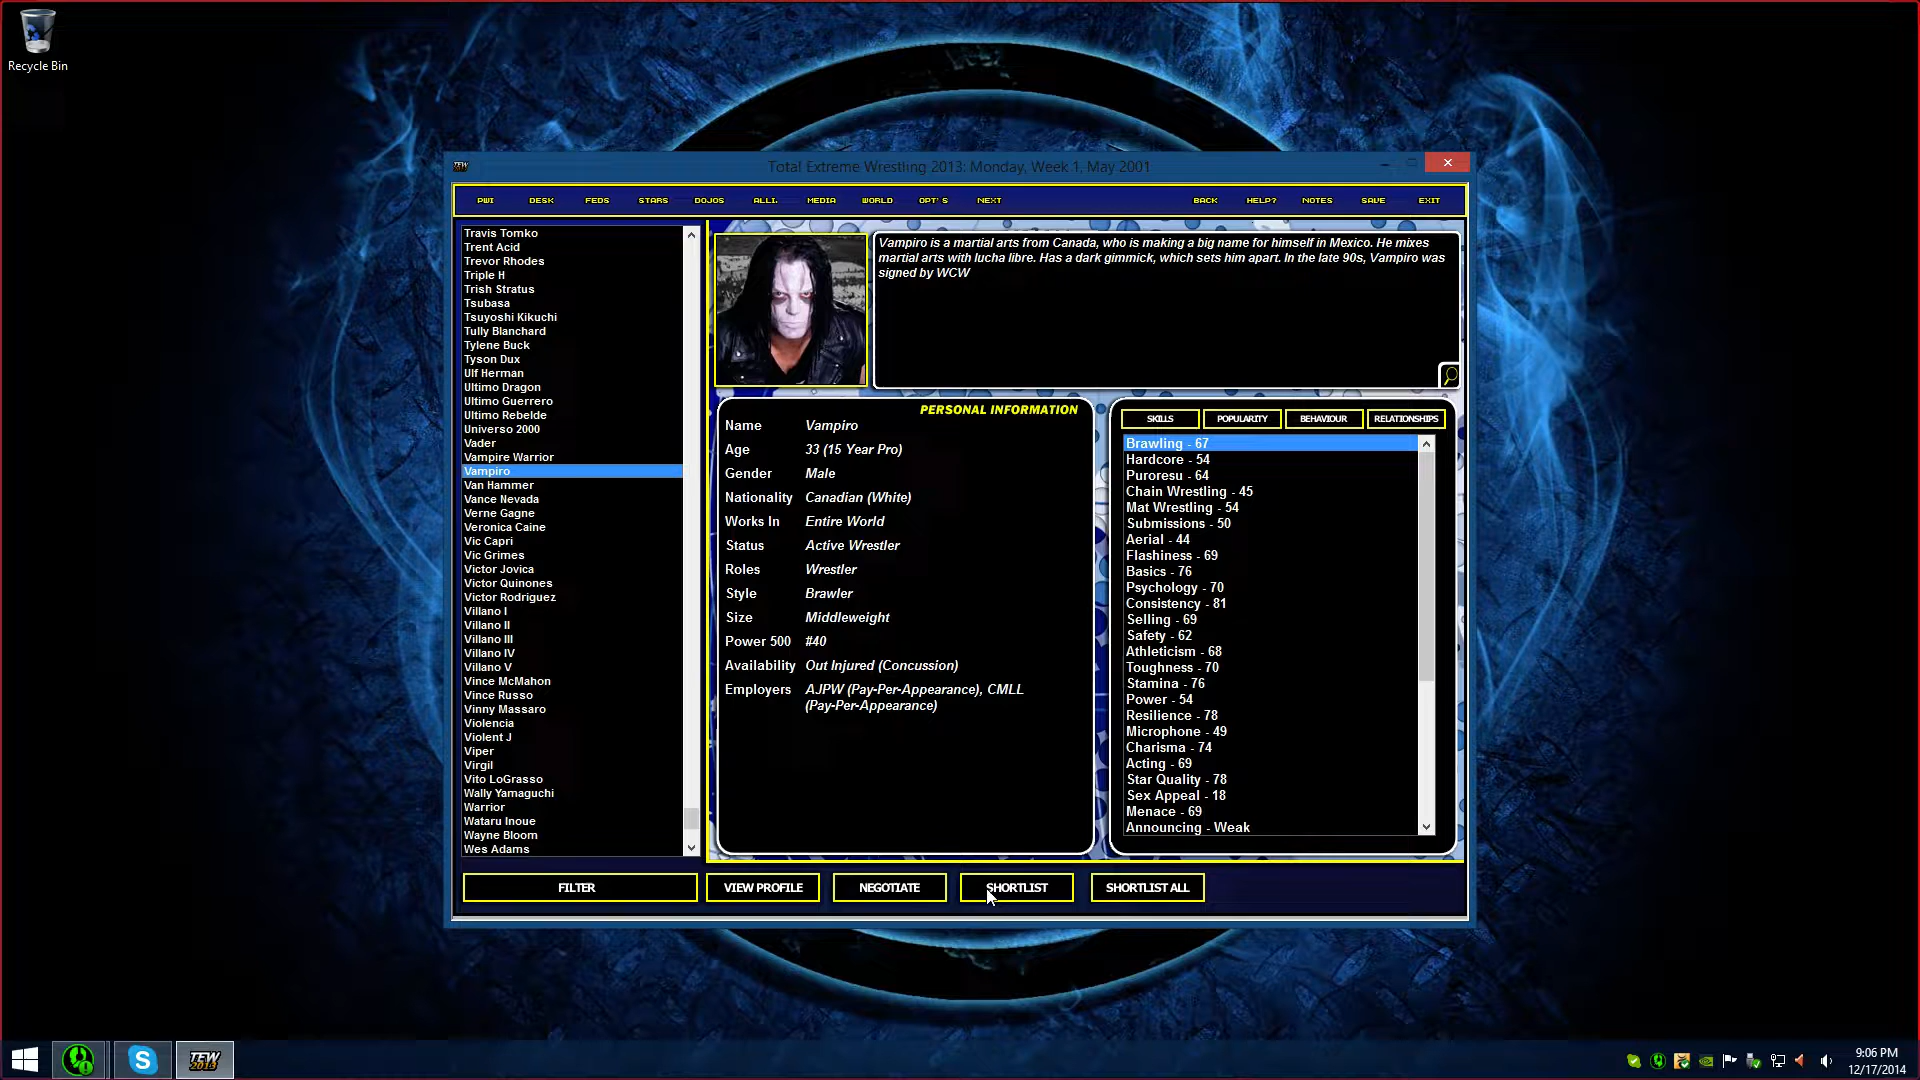 Recycle Bin
Total Extreme Wrestling 2013: Monday, Week 1, May 2001
PWI DESK FEDS STARS DOJOS ALLI. MEDIA WORLD OPT'S NEXT BACK HELP? NOTES SAVE EXIT
Travis Tomko
Trent Acid
Trevor Rhodes
Triple H
Trish Stratus
Tsubasa
Tsuyoshi Kikuchi
Tully Blanchard
Tylene Buck
Tyson Dux
Ulf Herman
Ultimo Dragon
Ultimo Guerrero
Ultimo Rebelde
Universo 2000
Vader
Vampire Warrior
Vampiro
Van Hammer
Vance Nevada
Verne Gagne
Veronica Caine
Vic Capri
Vic Grimes
Victor Jovica
Victor Quinones
Victor Rodriguez
Villano I
Villano II
Villano III
Villano IV
Villano V
Vince McMahon
Vince Russo
Vinny Massaro
Violencia
Violent J
Viper
Virgil
Vito LoGrasso
Wally Yamaguchi
Warrior
Wataru Inoue
Wayne Bloom
Wes Adams
Vampiro is a martial arts from Canada, who is making a big name for himself in Mexico. He mixes
martial arts with lucha libre. Has a dark gimmick, which sets him apart. In the late 90s, Vampiro was
signed by WCW
PERSONAL INFORMATION
Name Vampiro
Age 33 (15 Year Pro)
Gender Male
Nationality Canadian (White)
Works In Entire World
Status Active Wrestler
Roles Wrestler
Style Brawler
Size Middleweight
Power 500 #40
Availability Out Injured (Concussion)
Employers AJPW (Pay-Per-Appearance), CMLL
(Pay-Per-Appearance)
SKILLS POPULARITY BEHAVIOUR RELATIONSHIPS
Brawling - 67
Hardcore - 54
Puroresu - 64
Chain Wrestling - 45
Mat Wrestling - 54
Submissions - 50
Aerial - 44
Flashiness - 69
Basics - 76
Psychology - 70
Consistency - 81
Selling - 69
Safety - 62
Athleticism - 68
Toughness - 70
Stamina - 76
Power - 54
Resilience - 78
Microphone - 49
Charisma - 74
Acting - 69
Star Quality - 78
Sex Appeal - 18
Menace - 69
Announcing - Weak
FILTER VIEW PROFILE NEGOTIATE SHORTLIST SHORTLIST ALL
TEW 2013
9:06 PM
12/17/2014